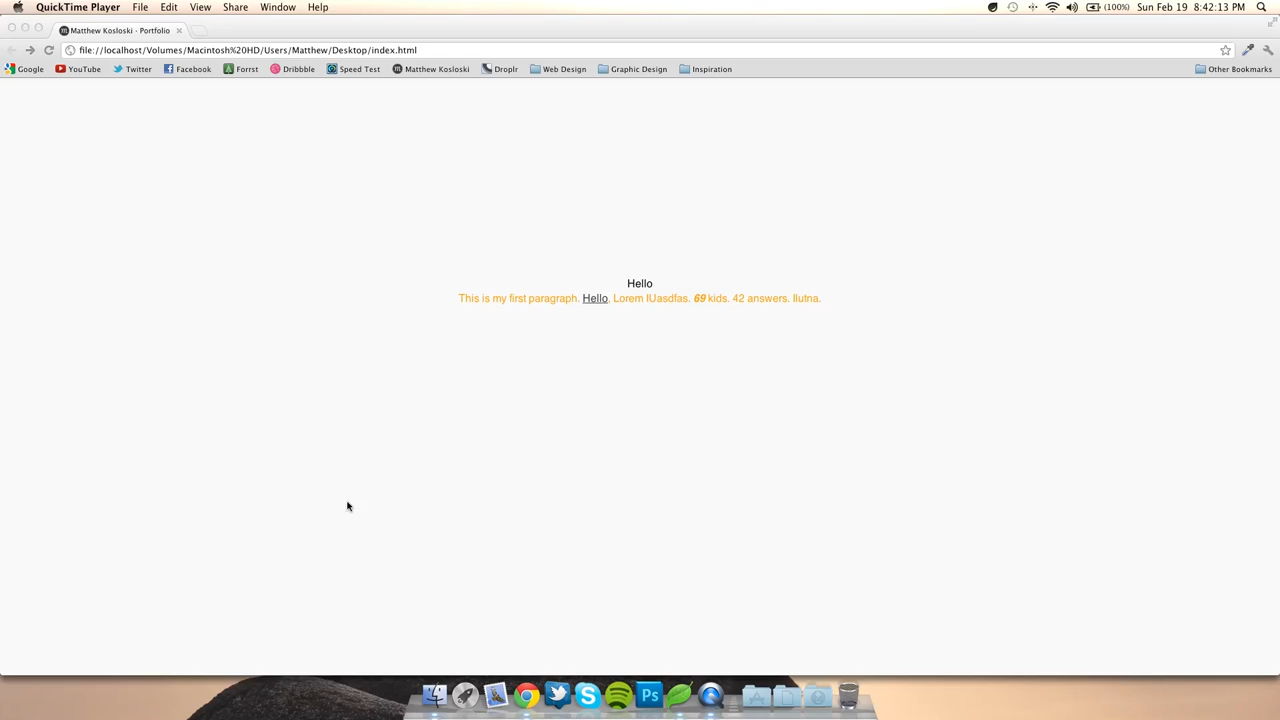 QuickTime Player File Edit View Share Window Help (100%) Sun Feb 19 8:42:13 PM
Matthew Kosloski - Portfolio
file://localhost/Volumes/Macintosh%20HD/Users/Matthew/Desktop/index.html
Google YouTube Twitter Facebook Forrst Dribbble Speed Test Matthew Kosloski Droplr Web Design Graphic Design Inspiration Other Bookmarks
Hello
This is my first paragraph. Hello, Lorem IUasdfas. 69 kids. 42 answers. Ilutna.
Ps